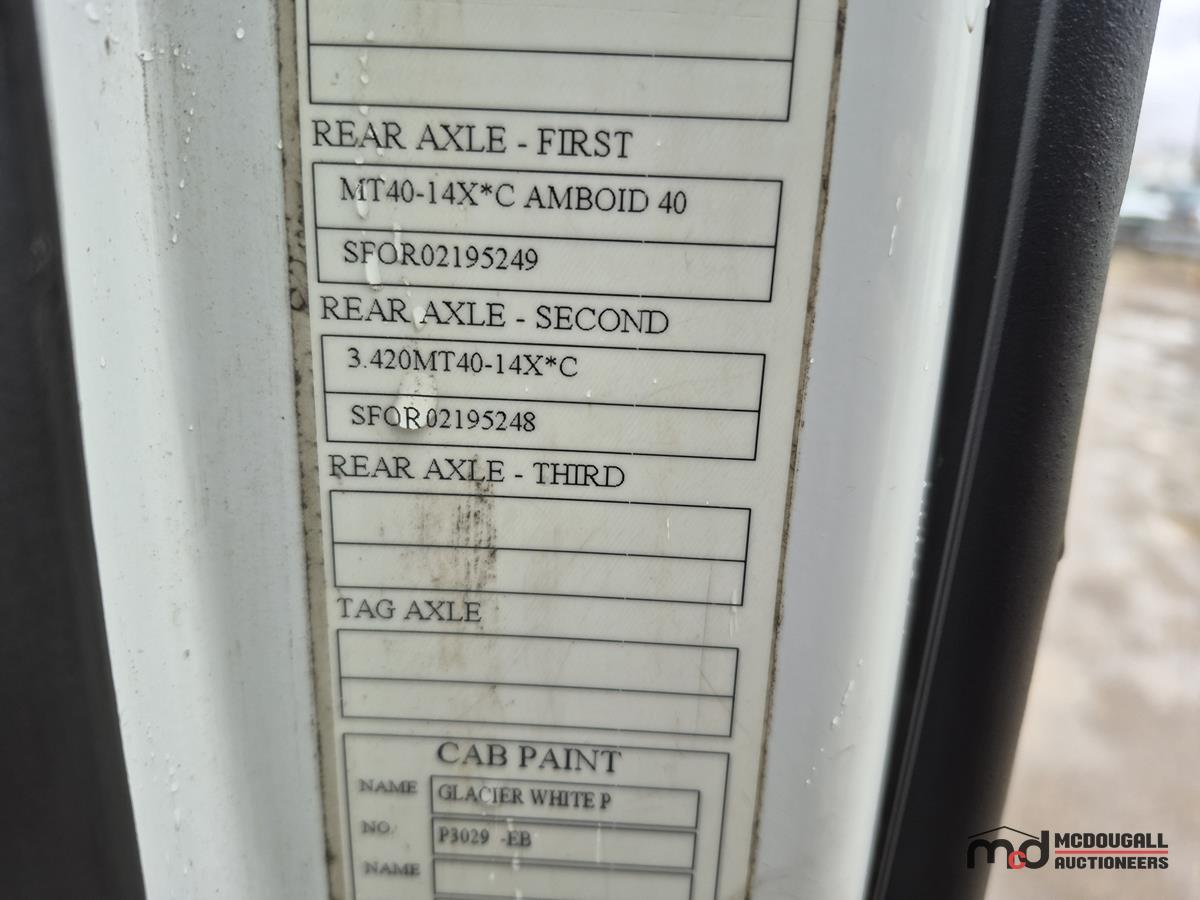 REAR AXLE - FIRST
MT40-14X*C AMBOID 40
SFOR02195249
REAR AXLE - SECOND
3.420MT40-14X*C
SFOR02195248
REAR AXLE - THIRD
TAG AXLE
CAB PAINT
NAME GLACIER WHITE P
NO. P3029 -EB
NAME
mcd MCDOUGALL
AUCTIONEERS